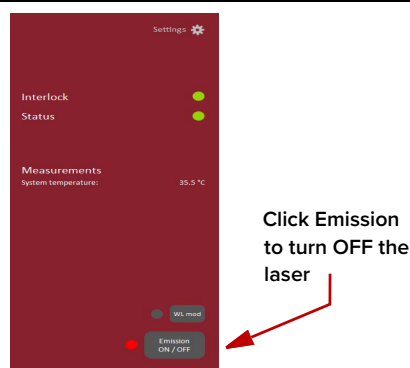 Settings
Interlock
Status
Measurements
System temperature: 35.5 °C
Click Emission
to turn OFF the
laser
WL mod
Emission
ON / OFF